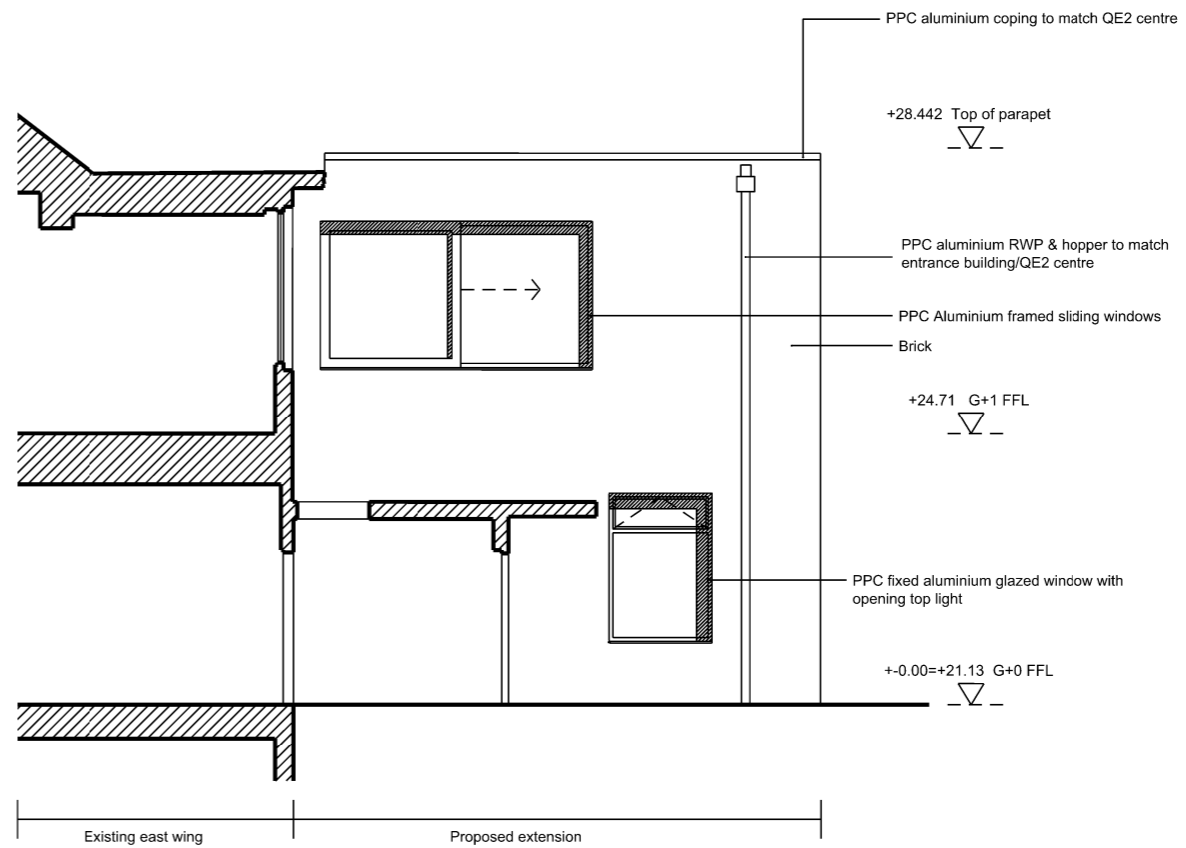 PPC aluminium coping to match QE2 centre
+28.442 Top of parapet
PPC aluminium RWP & hopper to match
entrance building/QE2 centre
PPC Aluminium framed sliding windows
Brick
+24.71 G+1 FFL
PPC fixed aluminium glazed window with
opening top light
+-0.00=+21.13 G+0 FFL
Existing east wing
Proposed extension